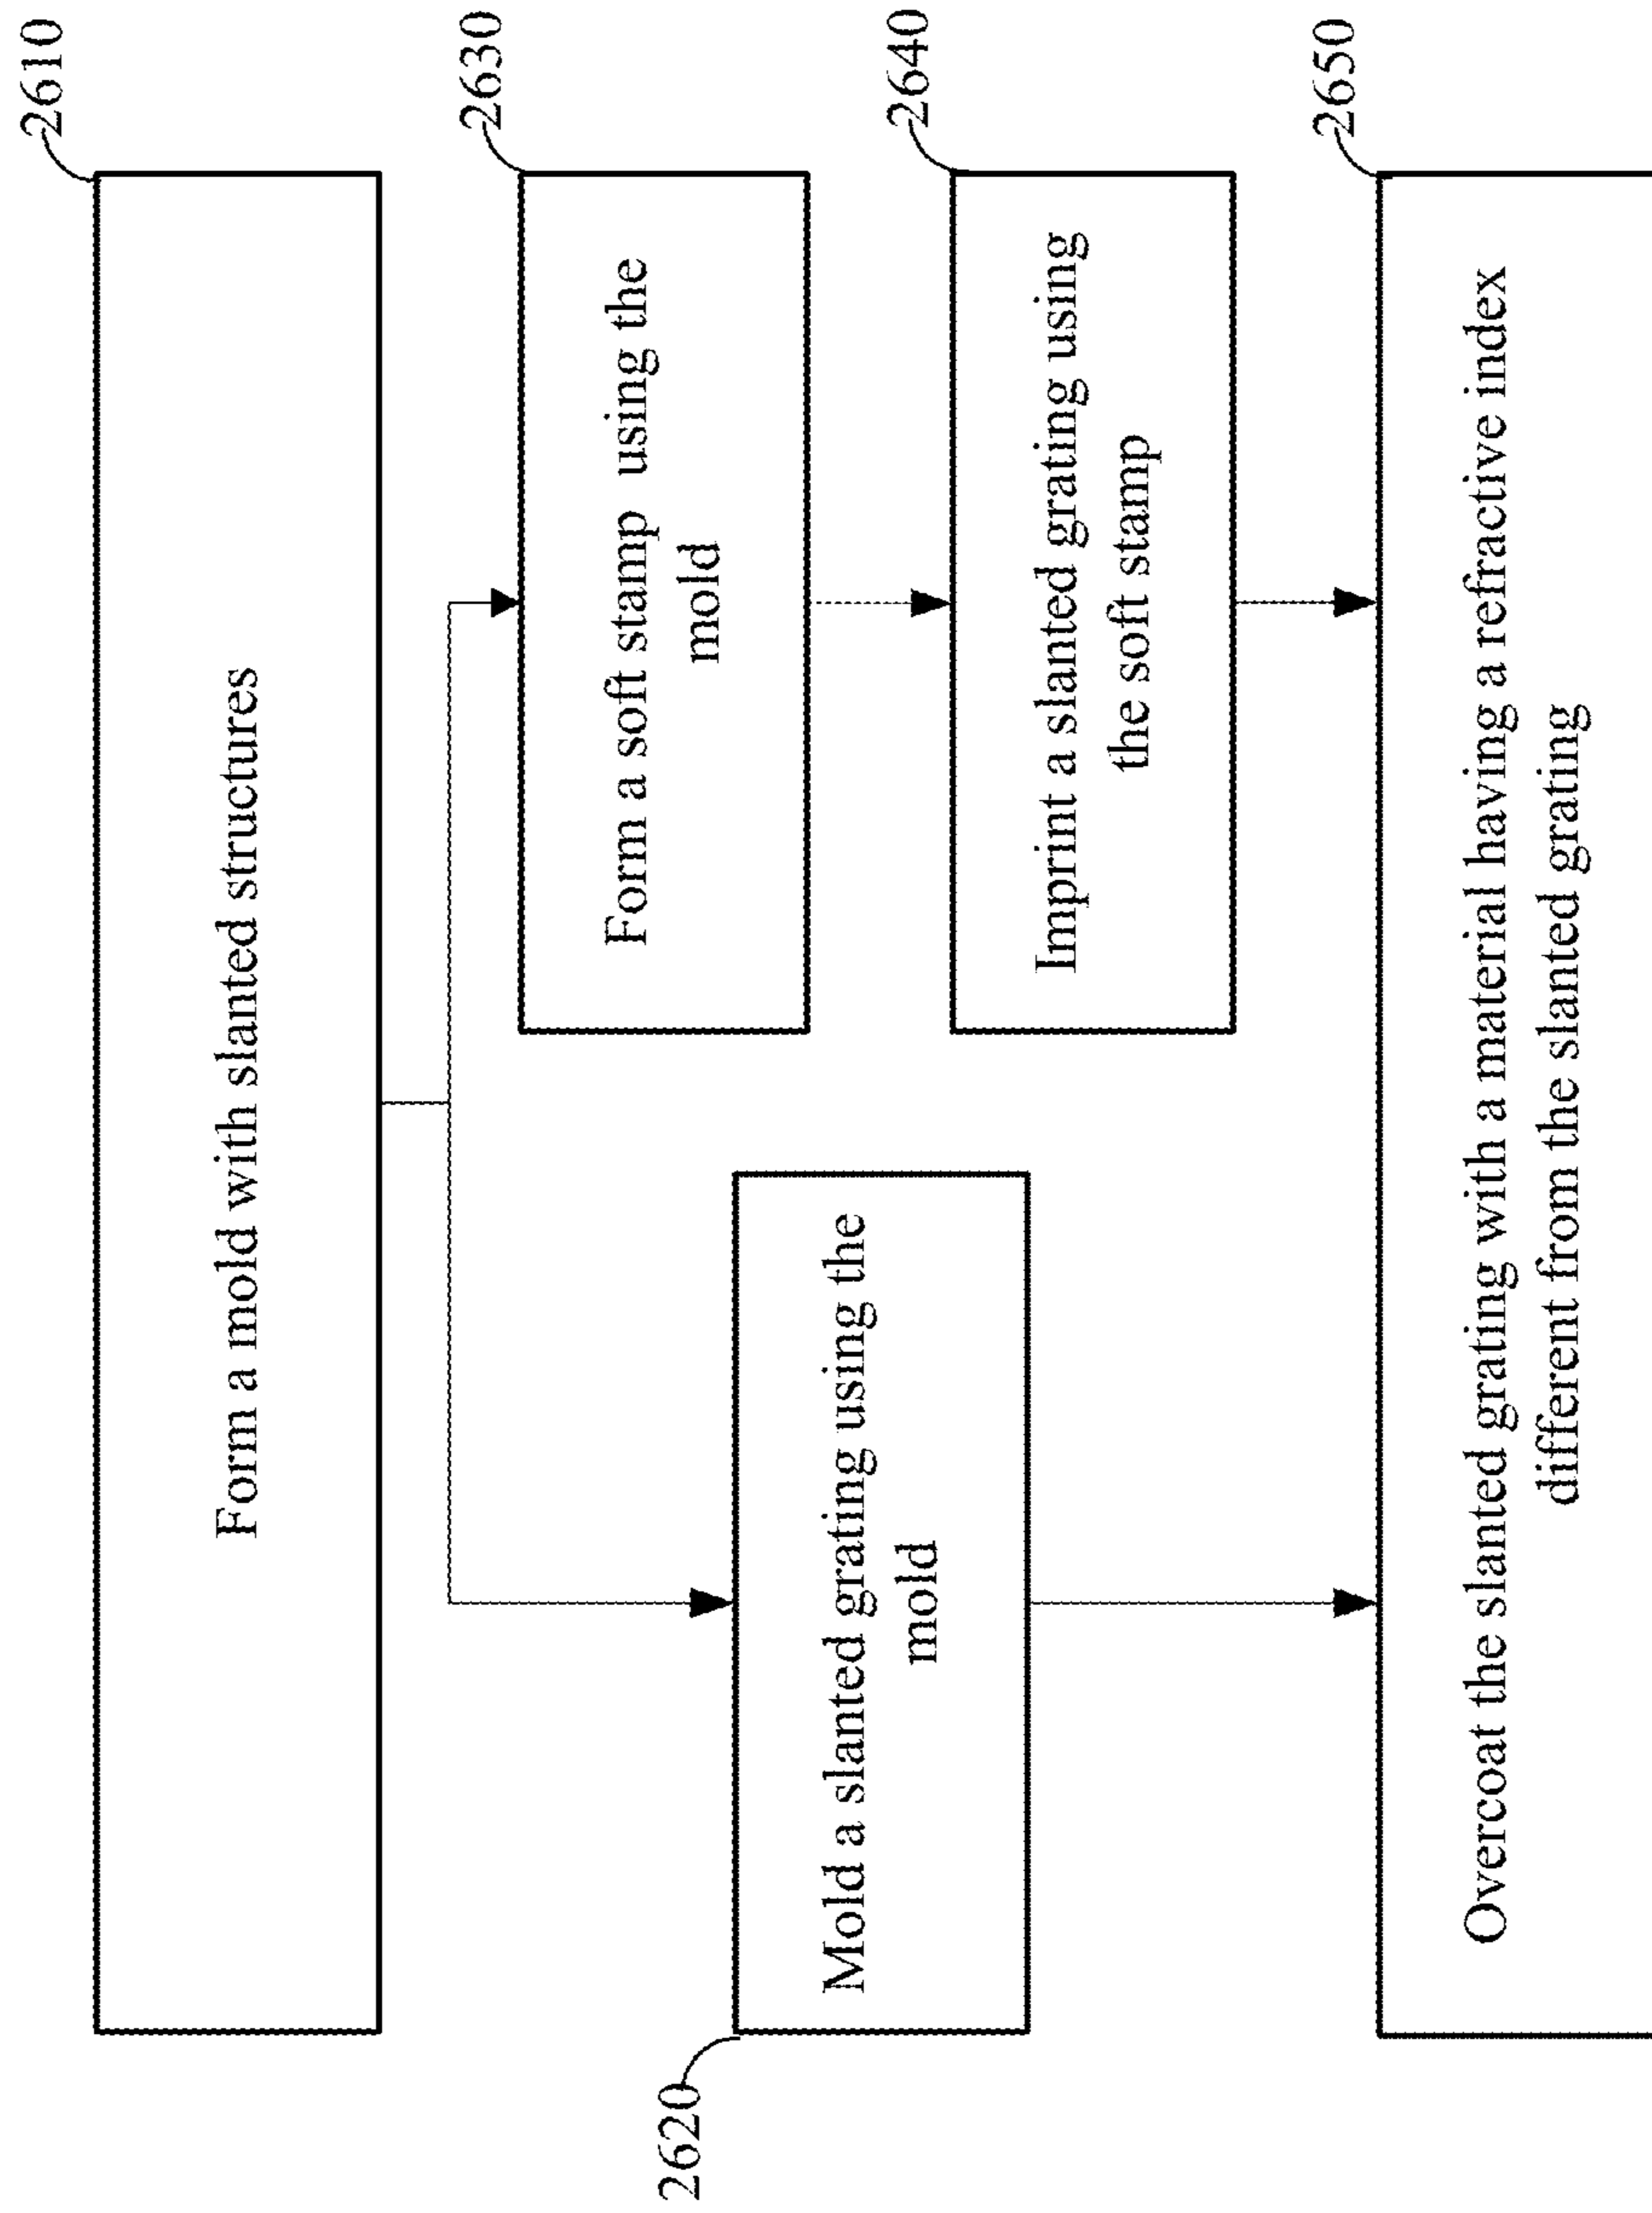 2610
Form a mold with slanted structures
2620
Mold a slanted grating using the
mold
2630
Form a soft stamp using the
mold
2640
Imprint a slanted grating using
the soft stamp
2650
Overcoat the slanted grating with a material having a refractive index
different from the slanted grating